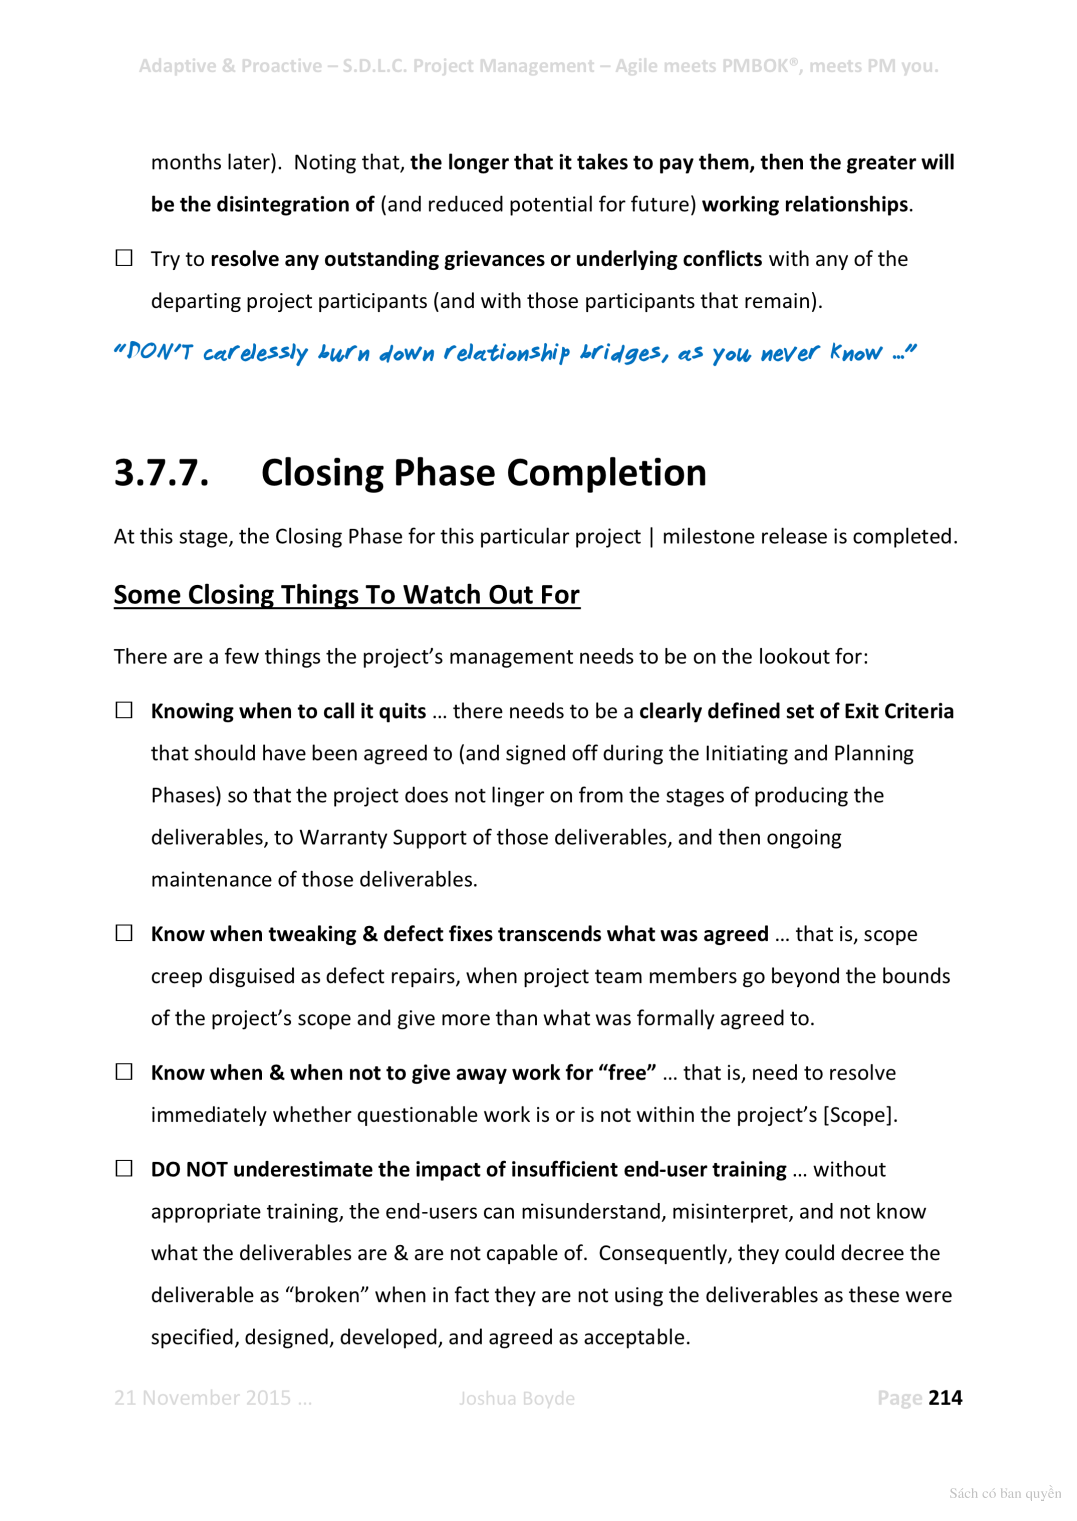 Adaptive & Proactive – S.D.L.C. Project Management – Agile meets PMBOK®, meets PM you.
months later).  Noting that, the longer that it takes to pay them, then the greater will
be the disintegration of (and reduced potential for future) working relationships.
☐ Try to resolve any outstanding grievances or underlying conflicts with any of the
departing project participants (and with those participants that remain).
“DON’T carelessly burn down relationship bridges, as you never know …”
3.7.7. Closing Phase Completion
At this stage, the Closing Phase for this particular project | milestone release is completed.
Some Closing Things To Watch Out For
There are a few things the project’s management needs to be on the lookout for:
☐ Knowing when to call it quits … there needs to be a clearly defined set of Exit Criteria
that should have been agreed to (and signed off during the Initiating and Planning
Phases) so that the project does not linger on from the stages of producing the
deliverables, to Warranty Support of those deliverables, and then ongoing
maintenance of those deliverables.
☐ Know when tweaking & defect fixes transcends what was agreed … that is, scope
creep disguised as defect repairs, when project team members go beyond the bounds
of the project’s scope and give more than what was formally agreed to.
☐ Know when & when not to give away work for “free” … that is, need to resolve
immediately whether questionable work is or is not within the project’s [Scope].
☐ DO NOT underestimate the impact of insufficient end-user training … without
appropriate training, the end-users can misunderstand, misinterpret, and not know
what the deliverables are & are not capable of.  Consequently, they could decree the
deliverable as “broken” when in fact they are not using the deliverables as these were
specified, designed, developed, and agreed as acceptable.
21 November 2015 … Joshua Boyde Page 214
Sách có bản quyền